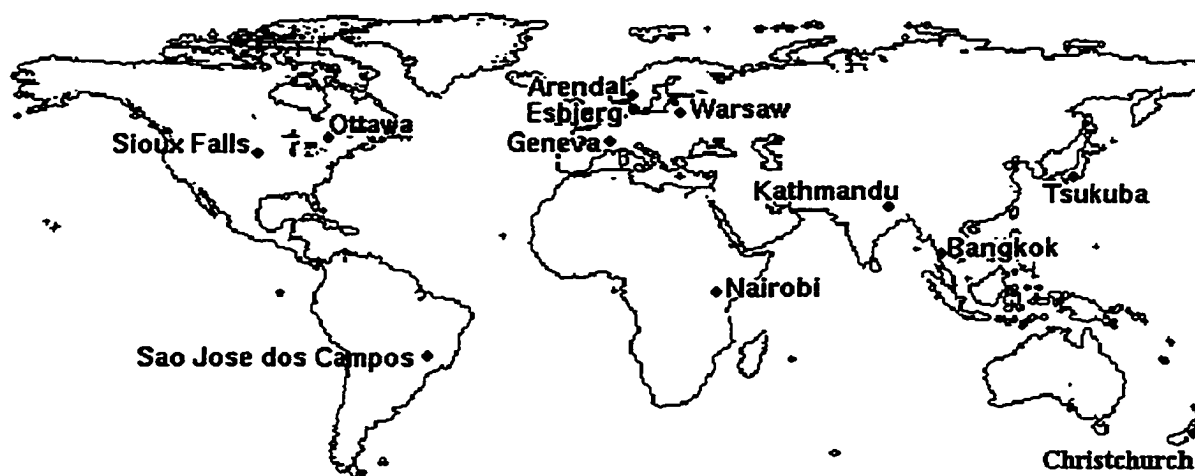 Arendal
Esbjerg
Warsaw
Ottawa
Sioux Falls
Geneva
Kathmandu
Tsukuba
Bangkok
Nairobi
Sao Jose dos Campos
Christchurch